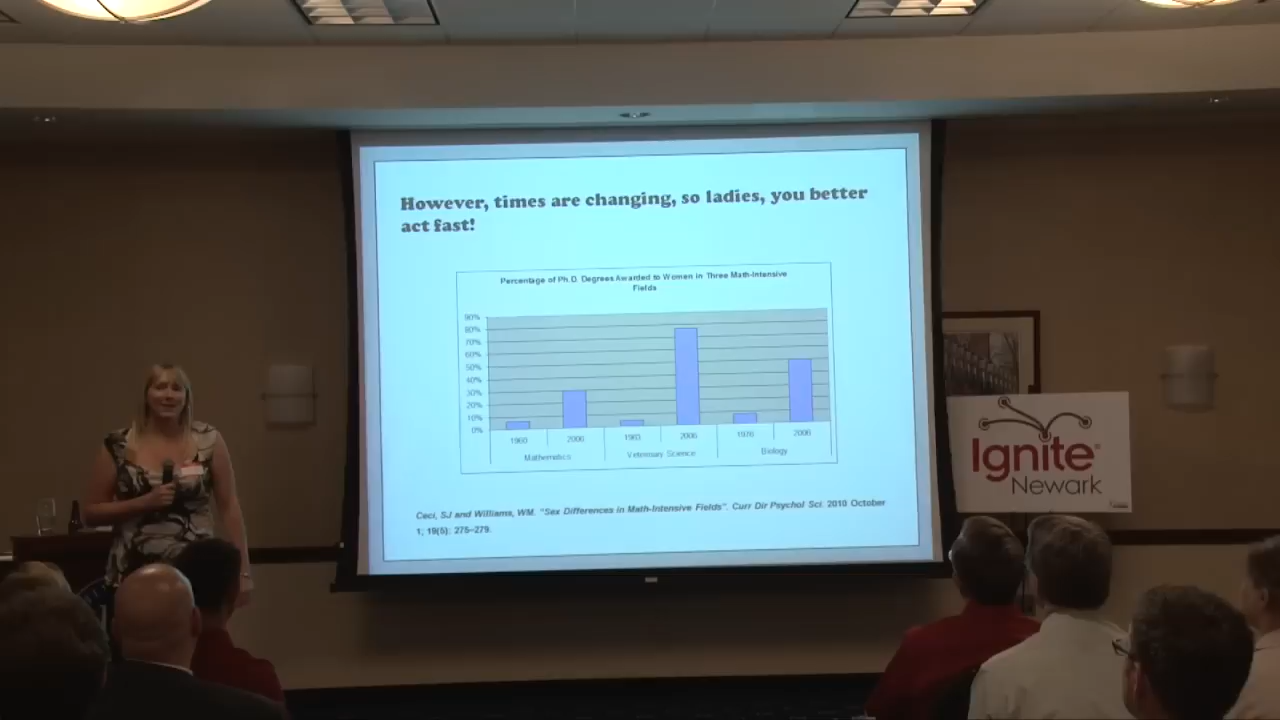 However, times are changing, so ladies, you better
act fast!
Percentage of Ph.D. Degrees Awarded to Women in Three Math-Intensive
Fields
90%
80%
70%
60%
50%
40%
30%
20%
10%
0%
1960 2006 1963 2006 1976 2006
Mathematics Veterinary Science Biology
Ceci, SJ and Williams, WM. "Sex Differences in Math-Intensive Fields". Curr Dir Psychol Sci. 2010 October
1; 19(5): 275-279.
Ignite
Newark